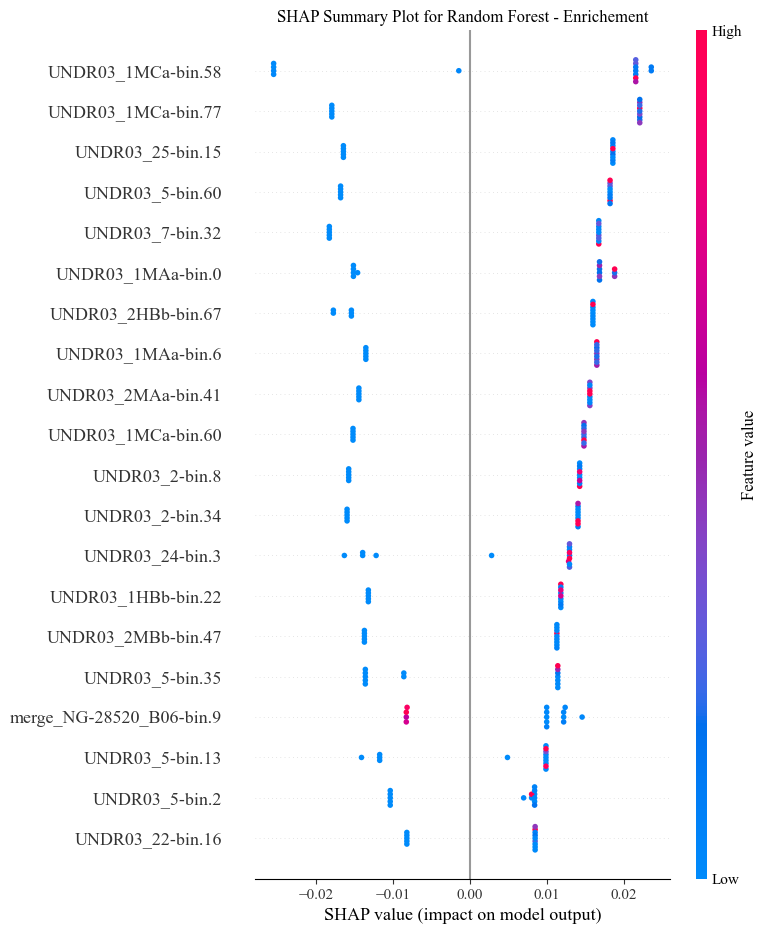 SHAP Summary Plot for Random Forest - Enrichement
High
UNDR03_1MCa-bin.58
UNDR03_1MCa-bin.77
UNDR03_25-bin.15
UNDR03_5-bin.60
UNDR03_7-bin.32
UNDR03_1MAa-bin.0
UNDR03_2HBb-bin.67
UNDR03_1MAa-bin.6
UNDR03_2MAa-bin.41
UNDR03_1MCa-bin.60
UNDR03_2-bin.8
UNDR03_2-bin.34
UNDR03_24-bin.3
UNDR03_1HBb-bin.22
UNDR03_2MBb-bin.47
UNDR03_5-bin.35
merge_NG-28520_B06-bin.9
UNDR03_5-bin.13
UNDR03_5-bin.2
UNDR03_22-bin.16
Feature value
Low
−0.02 −0.01 0.00 0.01 0.02
SHAP value (impact on model output)